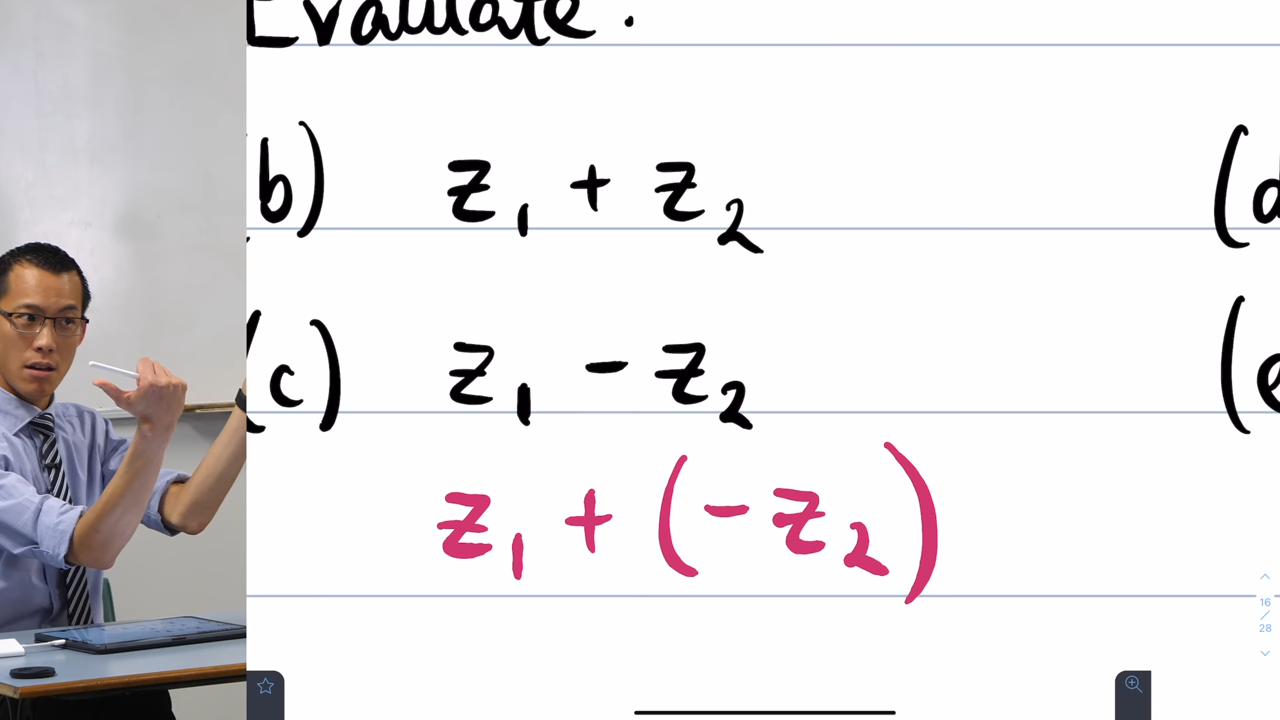 Evaluate :
(b) z₁ + z₂
(d
(c) z₁ - z₂
(e
z₁ + (-z₂)
16
/
28